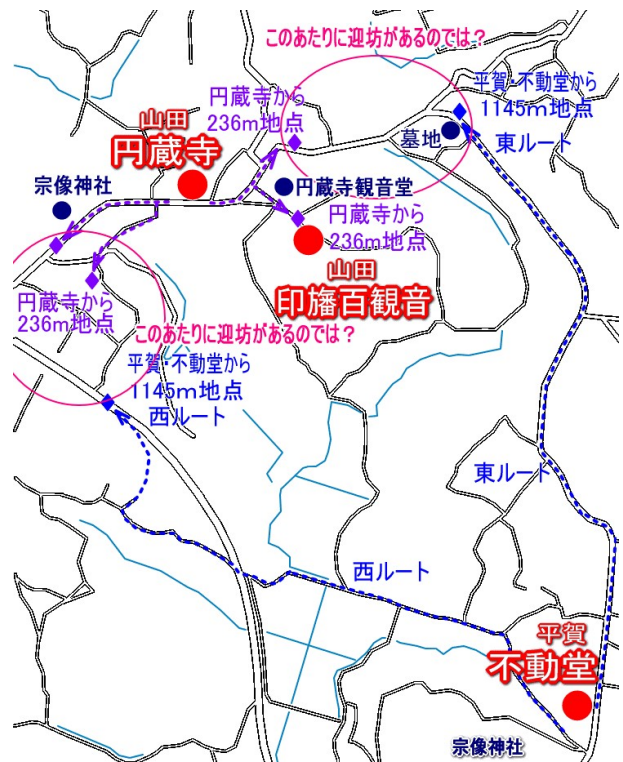 このあたりに迎坊があるのでは？
円蔵寺から
236m地点
平賀・不動堂から
1145m地点
東ルート
山田
円蔵寺
墓地
宗像神社
円蔵寺観音堂
円蔵寺から
236m地点
山田
印旛百観音
円蔵寺から
236m地点
このあたりに迎坊があるのでは？
平賀・不動堂から
1145m地点
西ルート
東ルート
西ルート
平賀
不動堂
宗像神社